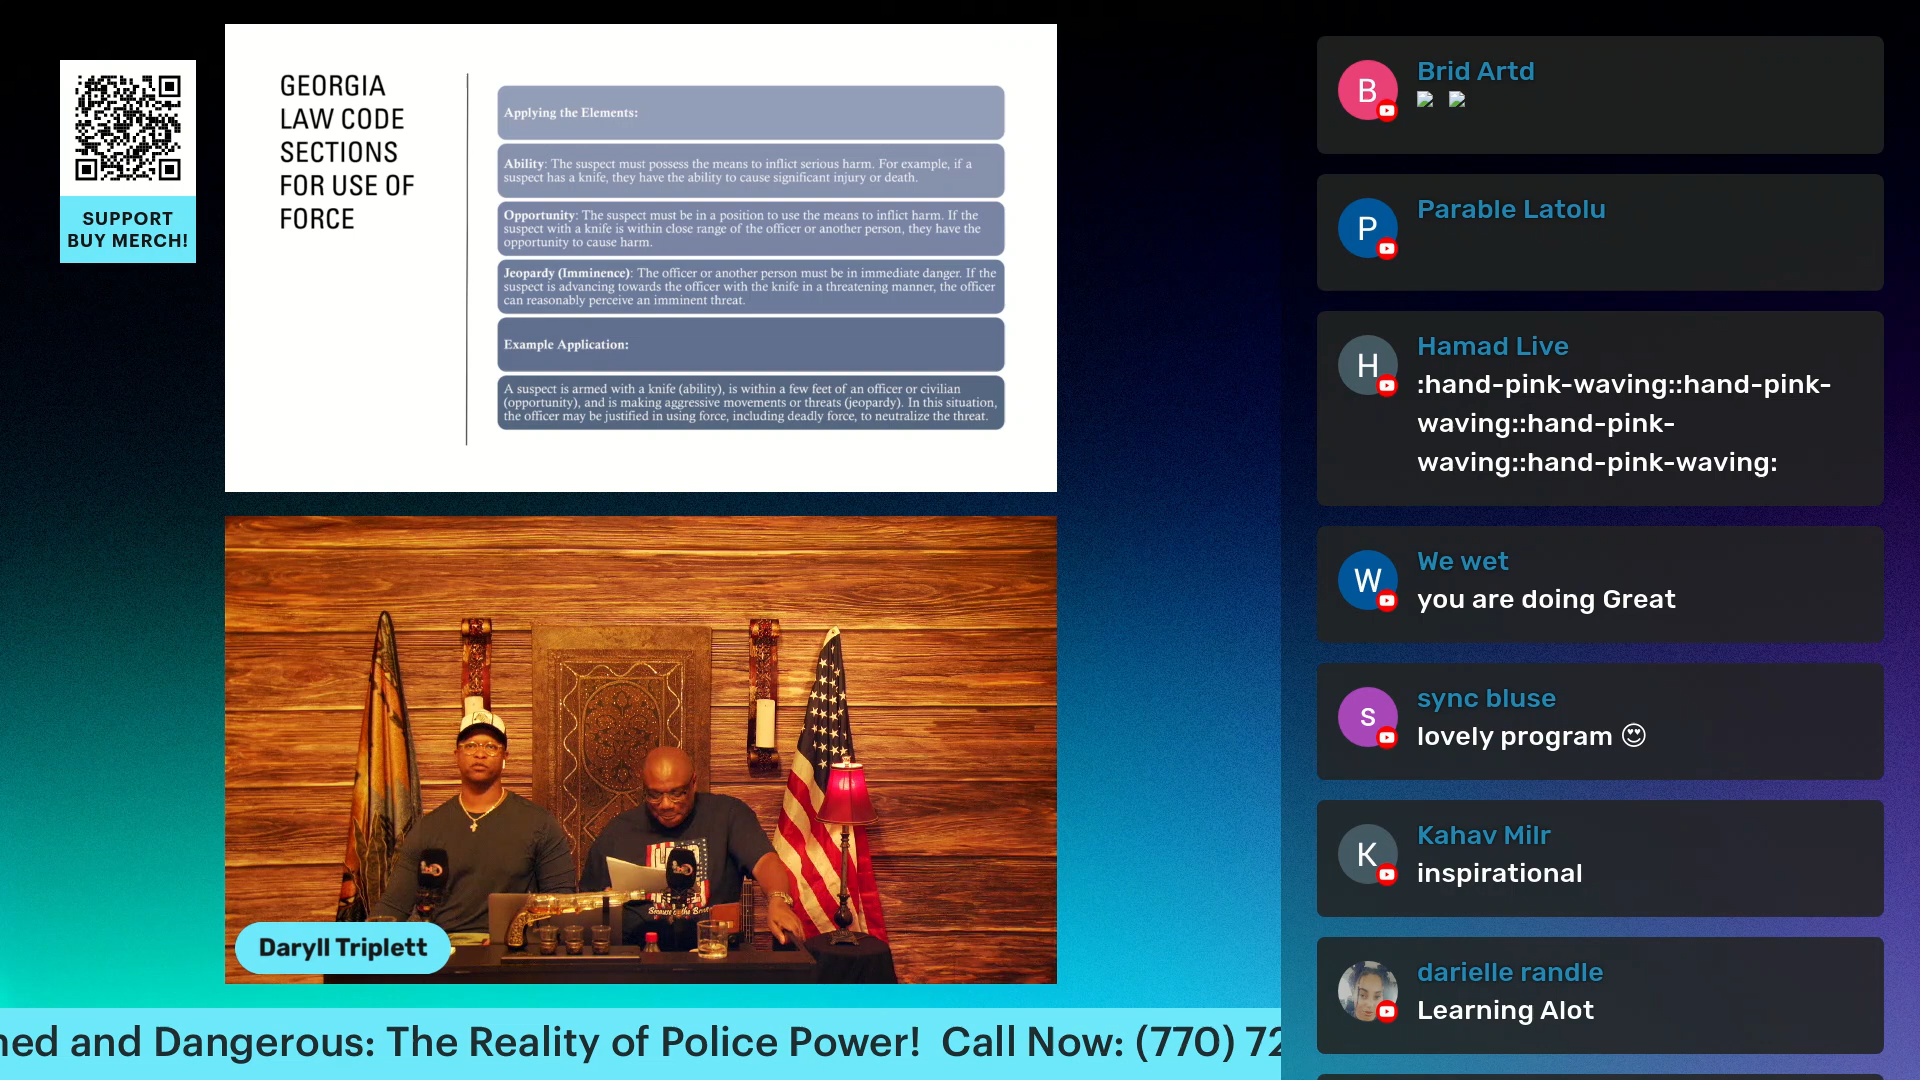 SUPPORT
BUY MERCH!
GEORGIA
LAW CODE
SECTIONS
FOR USE OF
FORCE
Applying the Elements:
Ability: The suspect must possess the means to inflict serious harm. For example, if a
suspect has a knife, they have the ability to cause significant injury or death.
Opportunity: The suspect must be in a position to use the means to inflict harm. If the
suspect with a knife is within close range of the officer or another person, they have the
opportunity to cause harm.
Jeopardy (Imminence): The officer or another person must be in immediate danger. If the
suspect is advancing towards the officer with the knife in a threatening manner, the officer
can reasonably perceive an imminent threat.
Example Application:
A suspect is armed with a knife (ability), is within a few feet of an officer or civilian
(opportunity), and is making aggressive movements or threats (jeopardy). In this situation,
the officer may be justified in using force, including deadly force, to neutralize the threat.
Daryll Triplett
and Dangerous: The Reality of Police Power! Call Now: (770) 72
B
Brid Artd
P
Parable Latolu
H
Hamad Live
:hand-pink-waving::hand-pink-
waving::hand-pink-
waving::hand-pink-waving:
W
We wet
you are doing Great
s
sync bluse
lovely program 😍
K
Kahav Milr
inspirational
darielle randle
Learning Alot